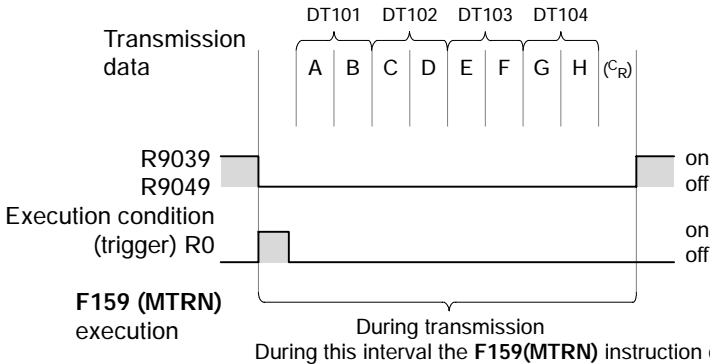 DT101 DT102 DT103 DT104
Transmission
data
A B C D E F G H (CR)
R9039
R9049
on
off
Execution condition
(trigger) R0
on
off
F159 (MTRN)
execution
During transmission
During this interval the F159(MTRN) instruction